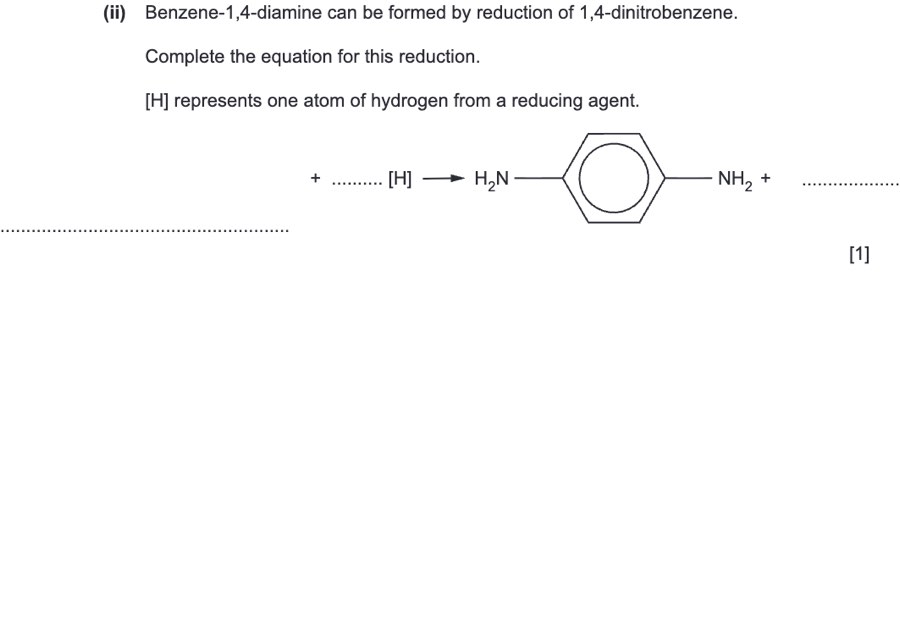 (ii) Benzene-1,4-diamine can be formed by reduction of 1,4-dinitrobenzene.
Complete the equation for this reduction.
[H] represents one atom of hydrogen from a reducing agent.
+ .......... [H] ⟶ H₂N NH₂ + ...................
..........................................................
[1]